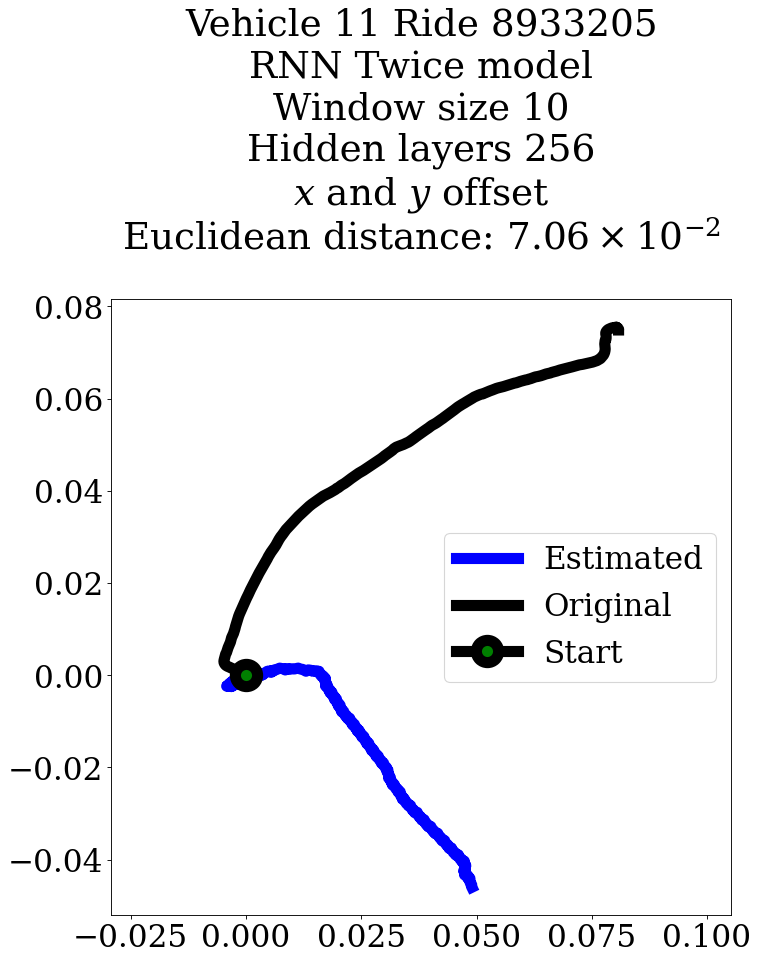 Vehicle 11 Ride 8933205
RNN Twice model
Window size 10
Hidden layers 256
x and y offset
Euclidean distance: 7.06 × 10⁻²
0.08
0.06
0.04
0.02
0.00
−0.02
−0.04
Estimated
Original
Start
−0.025 0.000 0.025 0.050 0.075 0.100